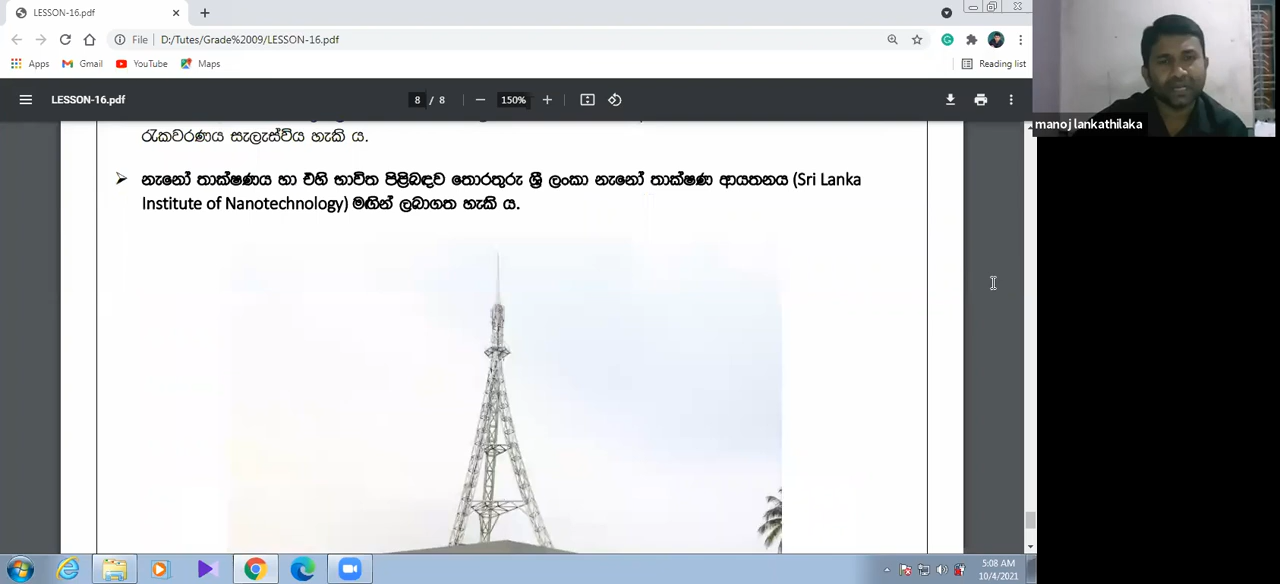 LESSON-16.pdf
File | D:/Tutes/Grade%2009/LESSON-16.pdf
Apps Gmail YouTube Maps Reading list
manoj lankathilaka
LESSON-16.pdf 8 / 8 150%
රැකවරණය සැලැස්විය හැකි ය.
➢ නැනෝ තාක්ෂණය හා එහි භාවිත පිළිබඳව තොරතුරු ශ්‍රී ලංකා නැනෝ තාක්ෂණ ආයතනය (Sri Lanka
Institute of Nanotechnology) මඟින් ලබාගත හැකි ය.
5:08 AM
10/4/2021